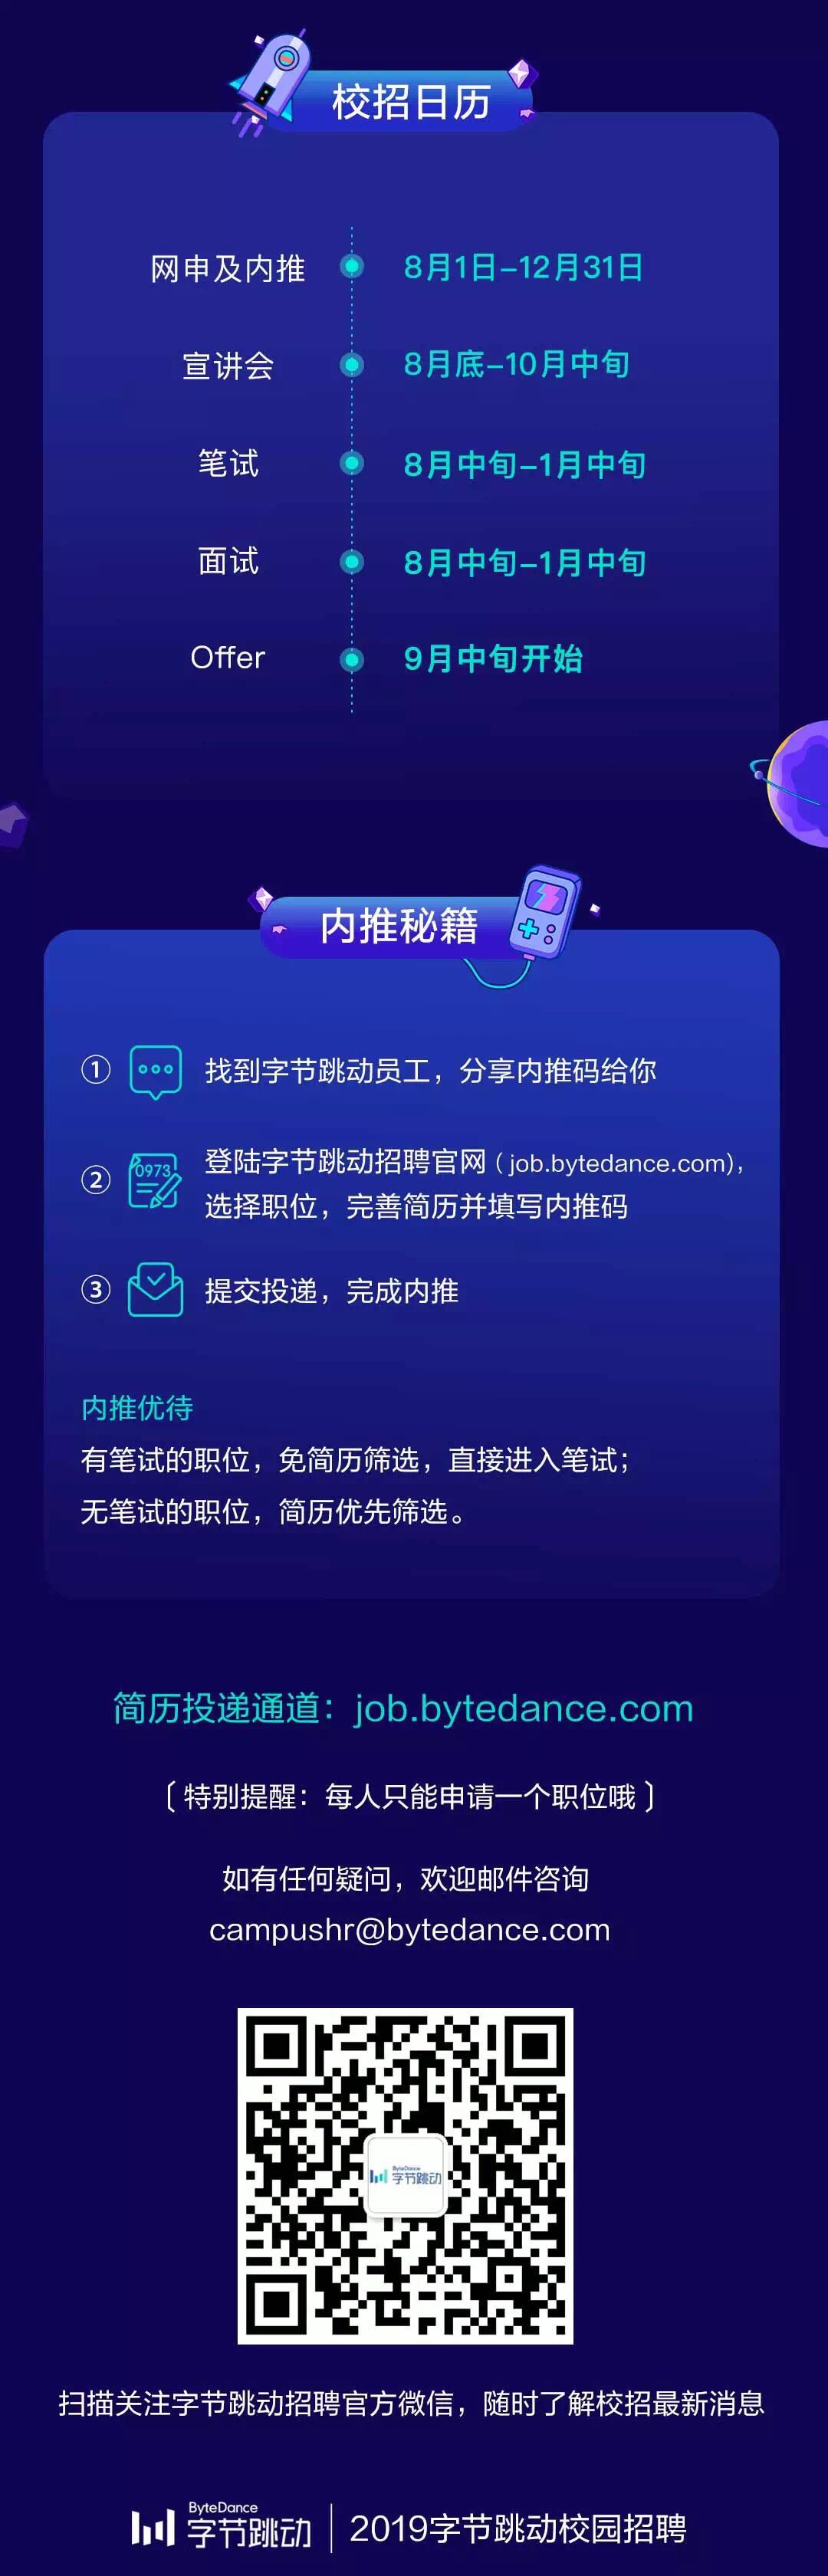 校招日历
网申及内推 8月1日-12月31日
宣讲会 8月底-10月中旬
笔试 8月中旬-1月中旬
面试 8月中旬-1月中旬
Offer 9月中旬开始
内推秘籍
① 找到字节跳动员工，分享内推码给你
② 0973 登陆字节跳动招聘官网（job.bytedance.com），
选择职位，完善简历并填写内推码
③ 提交投递，完成内推
内推优待
有笔试的职位，免简历筛选，直接进入笔试；
无笔试的职位，简历优先筛选。
简历投递通道：job.bytedance.com
〔特别提醒：每人只能申请一个职位哦〕
如有任何疑问，欢迎邮件咨询
campushr@bytedance.com
ByteDance
字节跳动
扫描关注字节跳动招聘官方微信，随时了解校招最新消息
ByteDance
字节跳动 | 2019字节跳动校园招聘